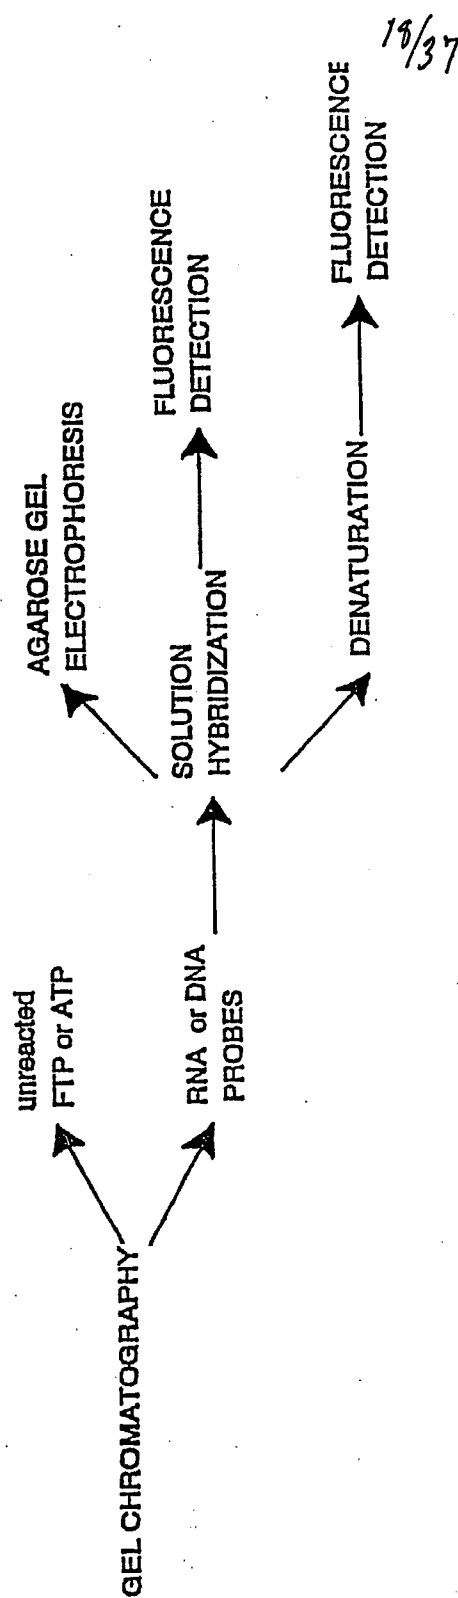 18/37
GEL CHROMATOGRAPHY
unreacted
FTP or ATP
RNA or DNA
PROBES
SOLUTION
HYBRIDIZATION
AGAROSE GEL
ELECTROPHORESIS
FLUORESCENCE
DETECTION
DENATURATION
FLUORESCENCE
DETECTION